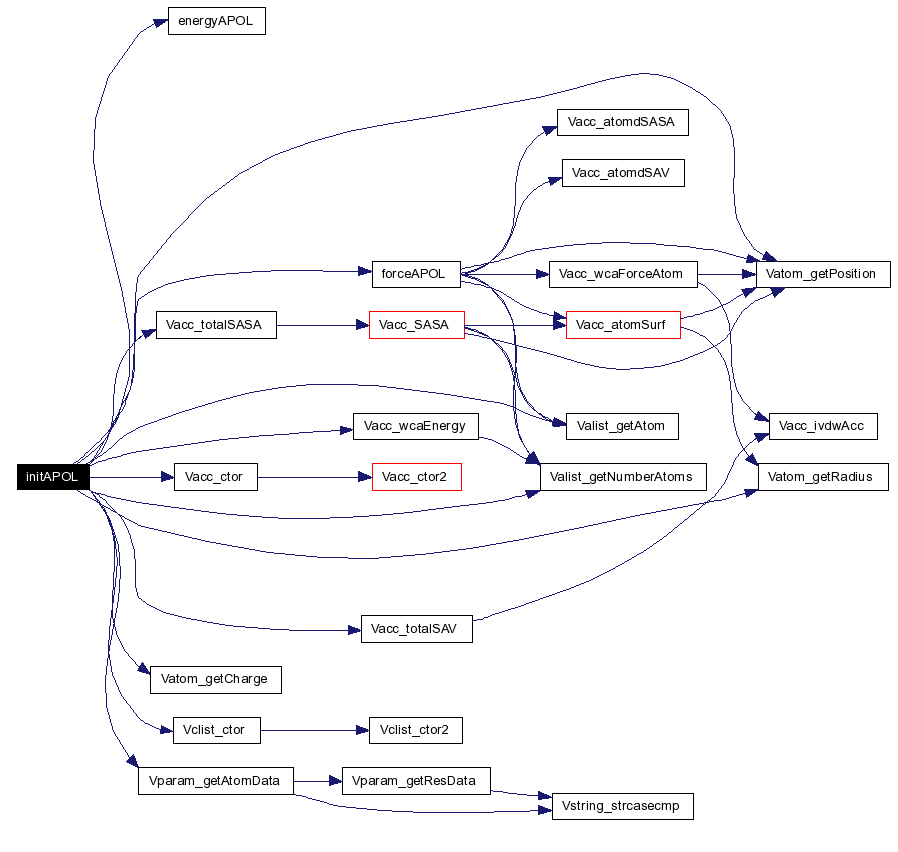 energyAPOL
Vacc_atomdSASA
Vacc_atomdSAV
forceAPOL
Vacc_wcaForceAtom
Vatom_getPosition
Vacc_totalSASA
Vacc_SASA
Vacc_atomSurf
Vacc_wcaEnergy
Valist_getAtom
Vacc_ivdwAcc
initAPOL
Vacc_ctor
Vacc_ctor2
Valist_getNumberAtoms
Vatom_getRadius
Vacc_totalSAV
Vatom_getCharge
Vclist_ctor
Vclist_ctor2
Vparam_getAtomData
Vparam_getResData
Vstring_strcasecmp